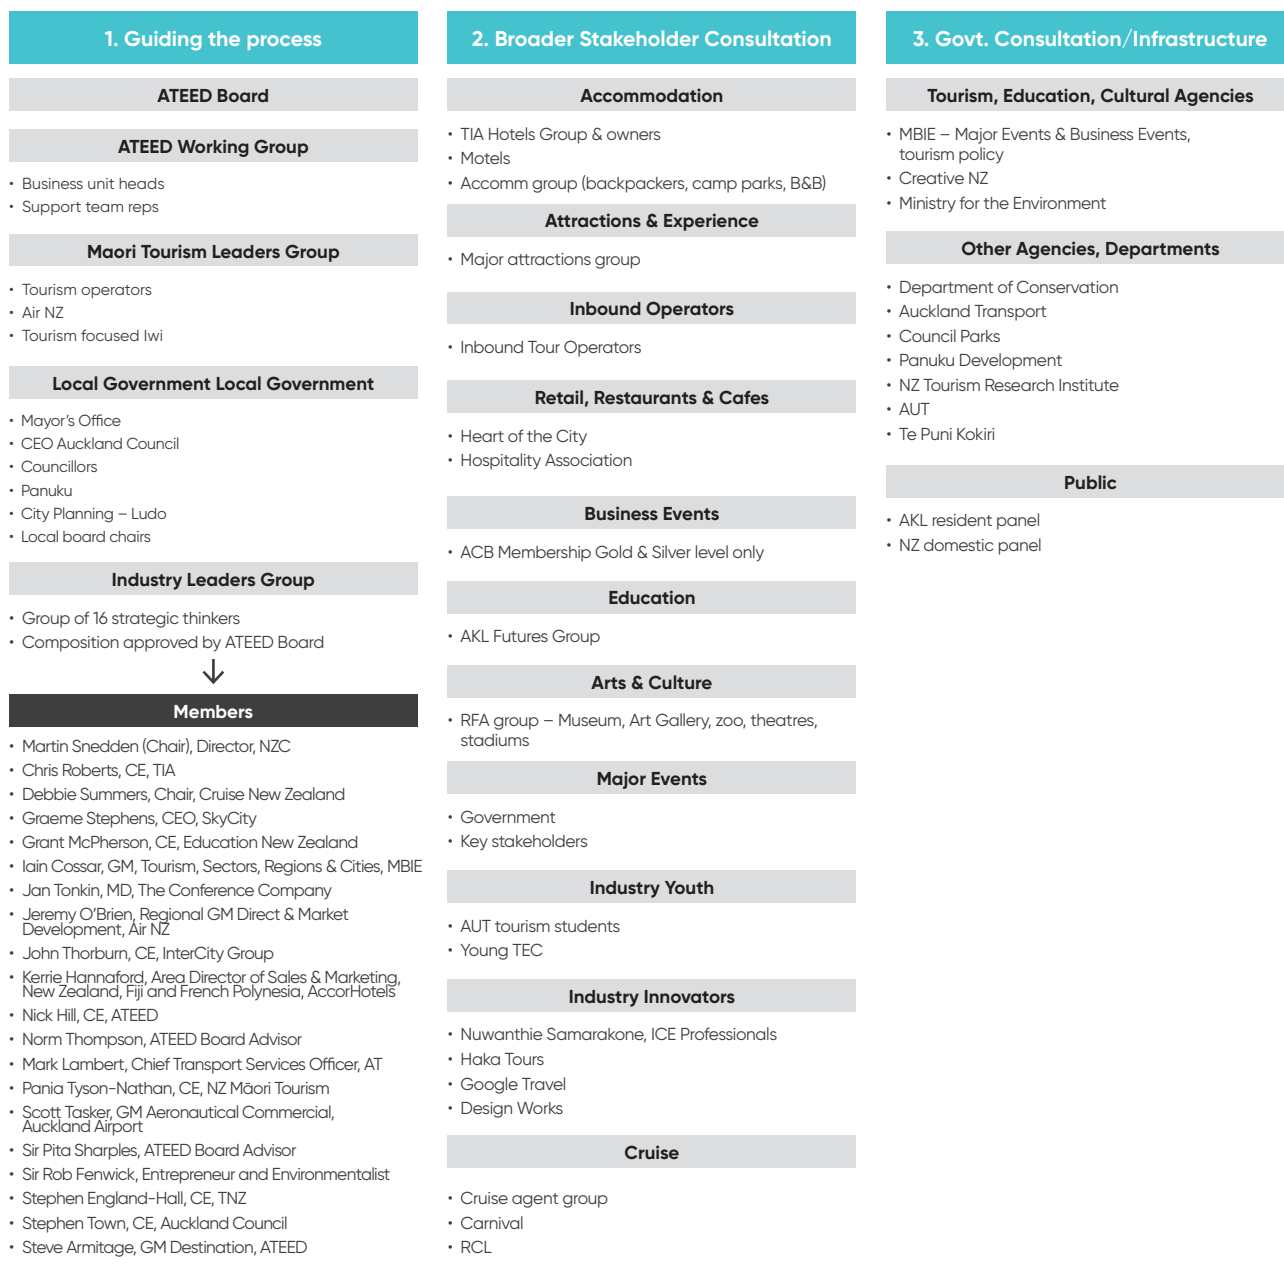 1. Guiding the process
ATEED Board
ATEED Working Group
• Business unit heads
• Support team reps
Maori Tourism Leaders Group
• Tourism operators
• Air NZ
• Tourism focused Iwi
Local Government Local Government
• Mayor's Office
• CEO Auckland Council
• Councillors
• Panuku
• City Planning – Ludo
• Local board chairs
Industry Leaders Group
• Group of 16 strategic thinkers
• Composition approved by ATEED Board
Members
• Martin Snedden (Chair), Director, NZC
• Chris Roberts, CE, TIA
• Debbie Summers, Chair, Cruise New Zealand
• Graeme Stephens, CEO, SkyCity
• Grant McPherson, CE, Education New Zealand
• Iain Cossar, GM, Tourism, Sectors, Regions & Cities, MBIE
• Jan Tonkin, MD, The Conference Company
• Jeremy O'Brien, Regional GM Direct & Market
Development, Air NZ
• John Thorburn, CE, InterCity Group
• Kerrie Hannaford, Area Director of Sales & Marketing,
New Zealand, Fiji and French Polynesia, AccorHotels
• Nick Hill, CE, ATEED
• Norm Thompson, ATEED Board Advisor
• Mark Lambert, Chief Transport Services Officer, AT
• Pania Tyson-Nathan, CE, NZ Māori Tourism
• Scott Tasker, GM Aeronautical Commercial,
Auckland Airport
• Sir Pita Sharples, ATEED Board Advisor
• Sir Rob Fenwick, Entrepreneur and Environmentalist
• Stephen England-Hall, CE, TNZ
• Stephen Town, CE, Auckland Council
• Steve Armitage, GM Destination, ATEED
2. Broader Stakeholder Consultation
Accommodation
• TIA Hotels Group & owners
• Motels
• Accomm group (backpackers, camp parks, B&B)
Attractions & Experience
• Major attractions group
Inbound Operators
• Inbound Tour Operators
Retail, Restaurants & Cafes
• Heart of the City
• Hospitality Association
Business Events
• ACB Membership Gold & Silver level only
Education
• AKL Futures Group
Arts & Culture
• RFA group – Museum, Art Gallery, zoo, theatres,
stadiums
Major Events
• Government
• Key stakeholders
Industry Youth
• AUT tourism students
• Young TEC
Industry Innovators
• Nuwanthie Samarakone, ICE Professionals
• Haka Tours
• Google Travel
• Design Works
Cruise
• Cruise agent group
• Carnival
• RCL
3. Govt. Consultation/Infrastructure
Tourism, Education, Cultural Agencies
• MBIE – Major Events & Business Events,
tourism policy
• Creative NZ
• Ministry for the Environment
Other Agencies, Departments
• Department of Conservation
• Auckland Transport
• Council Parks
• Panuku Development
• NZ Tourism Research Institute
• AUT
• Te Puni Kokiri
Public
• AKL resident panel
• NZ domestic panel